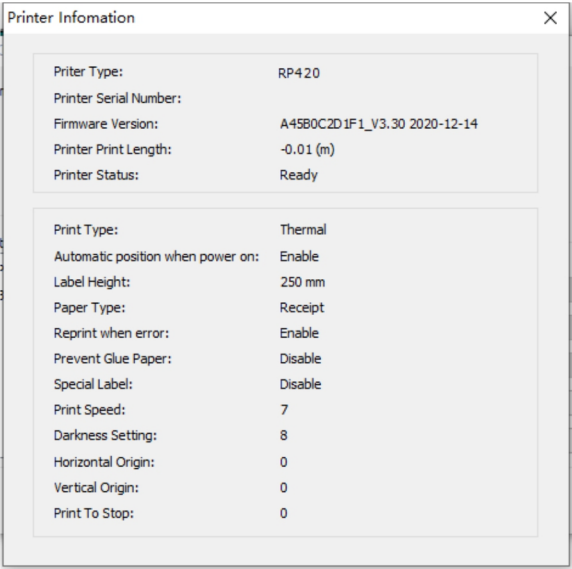 Printer Infomation
Priter Type: RP420
Printer Serial Number:
Firmware Version: A45B0C2D1F1_V3.30 2020-12-14
Printer Print Length: -0.01 (m)
Printer Status: Ready
Print Type: Thermal
Automatic position when power on: Enable
Label Height: 250 mm
Paper Type: Receipt
Reprint when error: Enable
Prevent Glue Paper: Disable
Special Label: Disable
Print Speed: 7
Darkness Setting: 8
Horizontal Origin: 0
Vertical Origin: 0
Print To Stop: 0